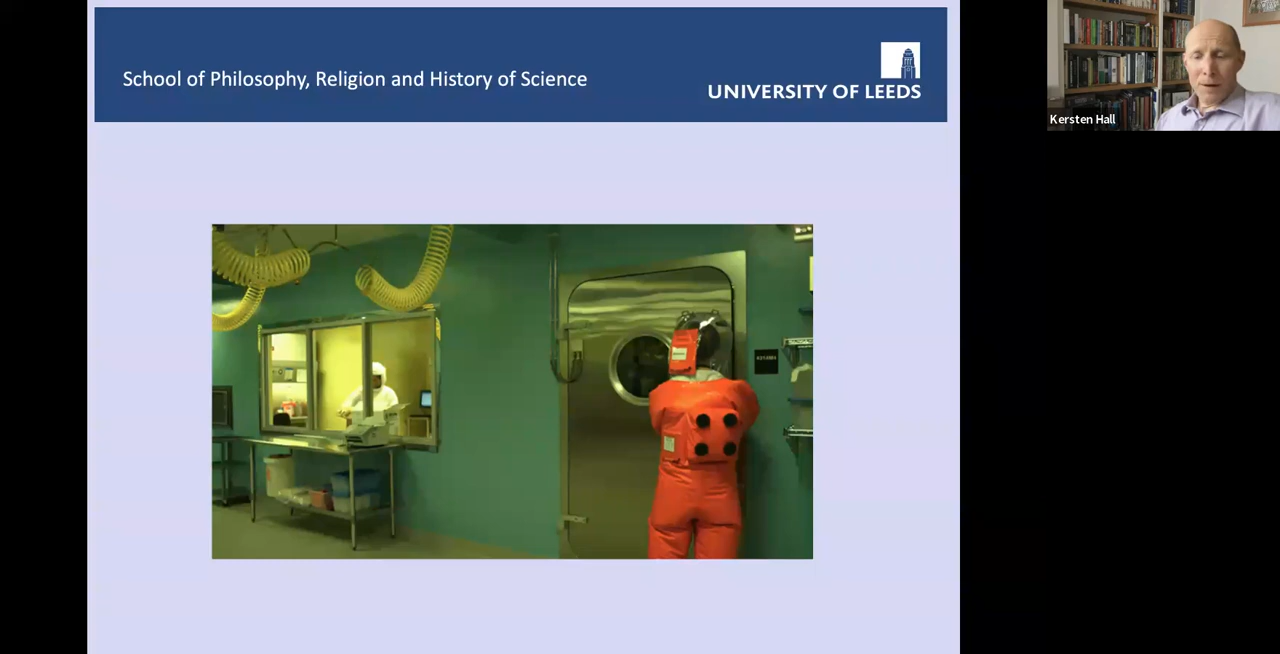 School of Philosophy, Religion and History of Science
UNIVERSITY OF LEEDS
Kersten Hall